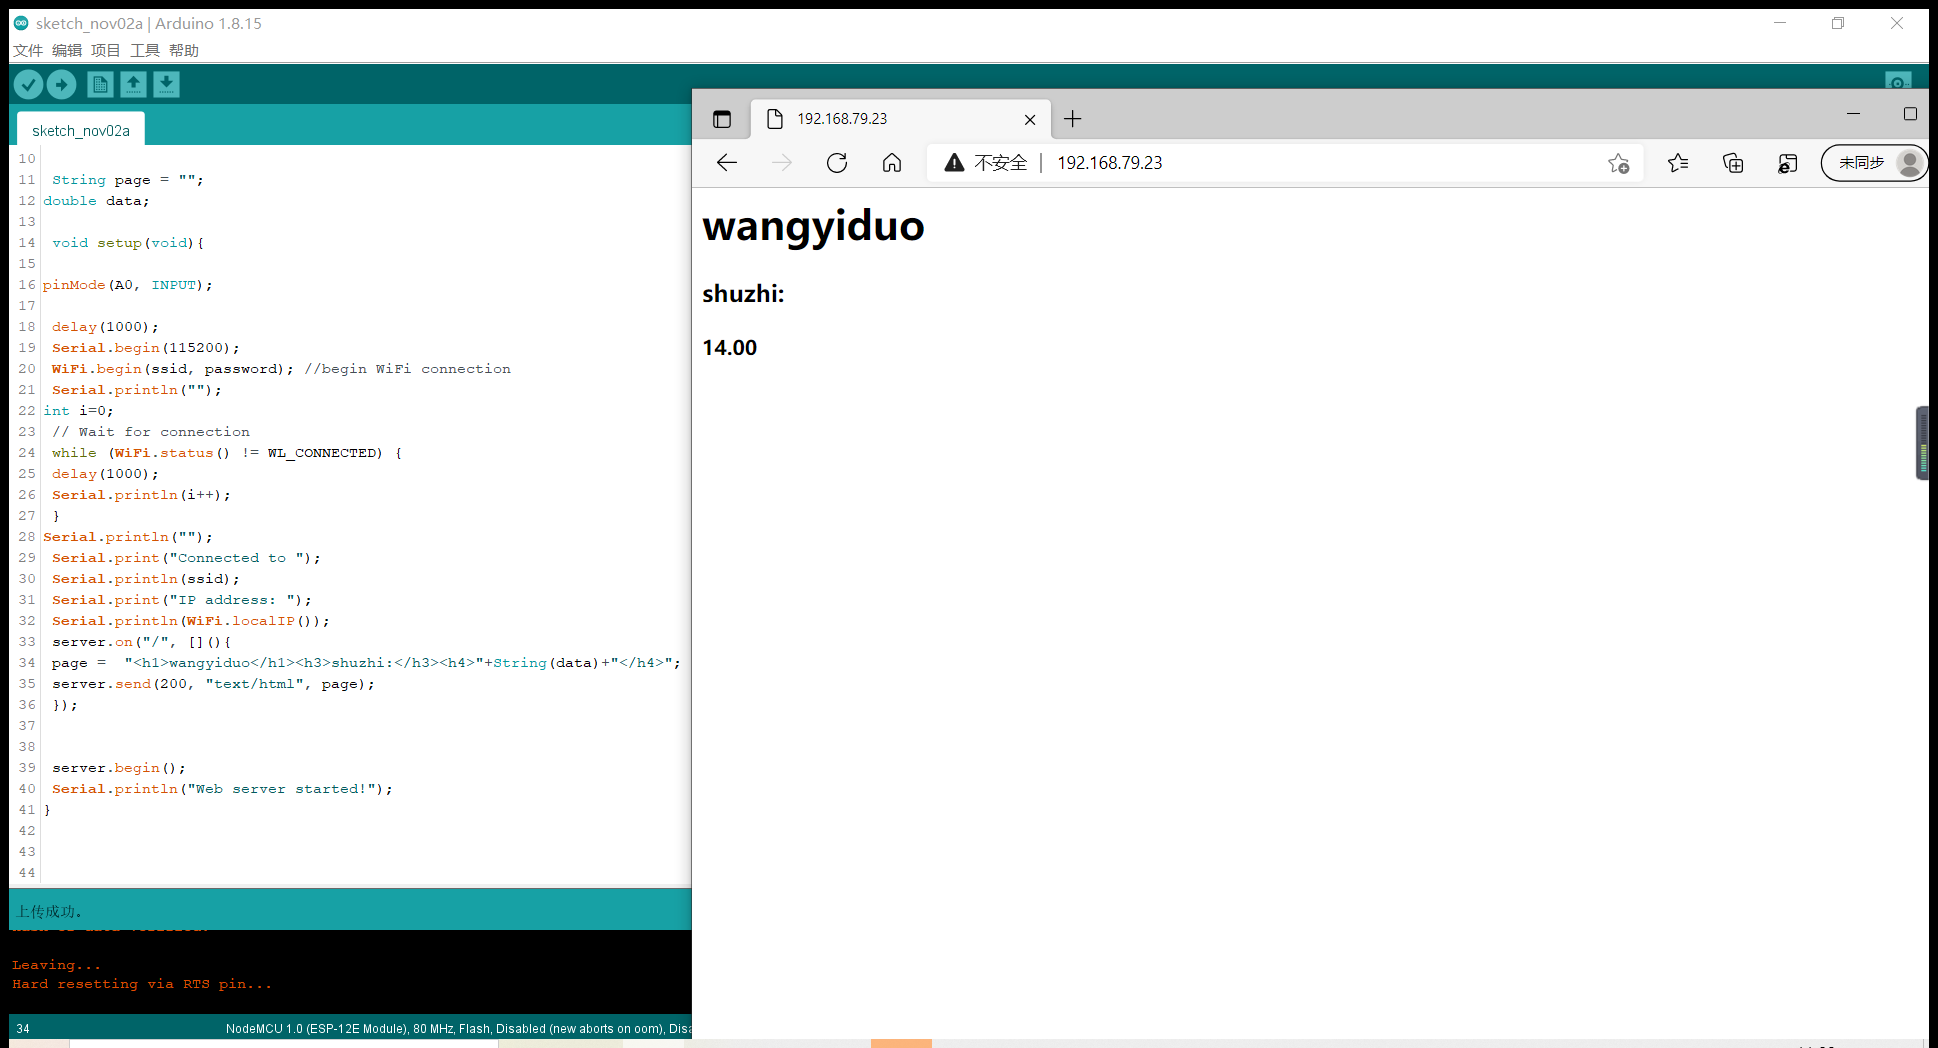 sketch_nov02a | Arduino 1.8.15
文件 编辑 项目 工具 帮助
sketch_nov02a
10
11 String page = "";
12 double data;
13
14 void setup(void){
15
16 pinMode(A0, INPUT);
17
18 delay(1000);
19 Serial.begin(115200);
20 WiFi.begin(ssid, password); //begin WiFi connection
21 Serial.println("");
22 int i=0;
23 // Wait for connection
24 while (WiFi.status() != WL_CONNECTED) {
25 delay(1000);
26 Serial.println(i++);
27 }
28 Serial.println("");
29 Serial.print("Connected to ");
30 Serial.println(ssid);
31 Serial.print("IP address: ");
32 Serial.println(WiFi.localIP());
33 server.on("/", [](){
34 page =  "<h1>wangyiduo</h1><h3>shuzhi:</h3><h4>"+String(data)+"</h4>";
35 server.send(200, "text/html", page);
36 });
37
38
39 server.begin();
40 Serial.println("Web server started!");
41 }
42
43
44
上传成功。
Leaving...
Hard resetting via RTS pin...
34
NodeMCU 1.0 (ESP-12E Module), 80 MHz, Flash, Disabled (new aborts on oom),
192.168.79.23
不安全 | 192.168.79.23
未同步
wangyiduo
shuzhi:
14.00